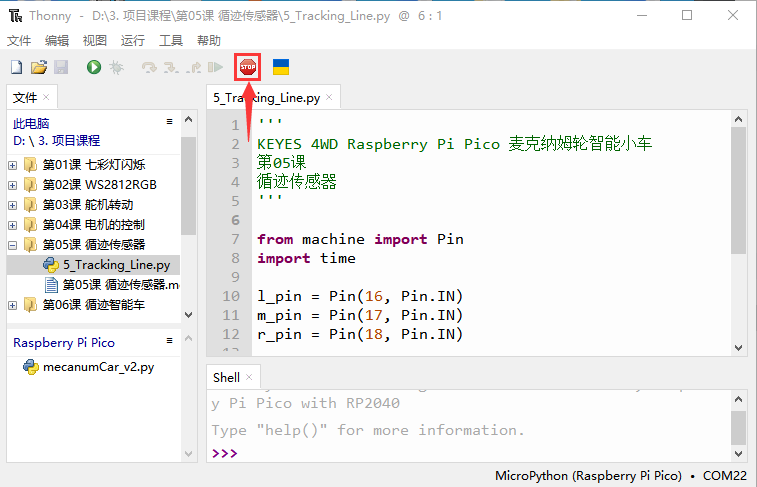 Thonny - D:\3. 项目课程\第05课 循迹传感器\5_Tracking_Line.py @ 6 : 1
文件 编辑 视图 运行 工具 帮助
STOP
文件 ×
此电脑
D: \ 3. 项目课程
第01课 七彩灯闪烁
第02课 WS2812RGB
第03课 舵机转动
第04课 电机的控制
第05课 循迹传感器
5_Tracking_Line.py
第05课 循迹传感器.m
第06课 循迹智能车
Raspberry Pi Pico
mecanumCar_v2.py
5_Tracking_Line.py ×
1 '''
2 KEYES 4WD Raspberry Pi Pico 麦克纳姆轮智能小车
3 第05课
4 循迹传感器
5 '''
6
7 from machine import Pin
8 import time
9
10 l_pin = Pin(16, Pin.IN)
11 m_pin = Pin(17, Pin.IN)
12 r_pin = Pin(18, Pin.IN)
Shell ×
y Pi Pico with RP2040
Type "help()" for more information.
>>>
MicroPython (Raspberry Pi Pico) • COM22